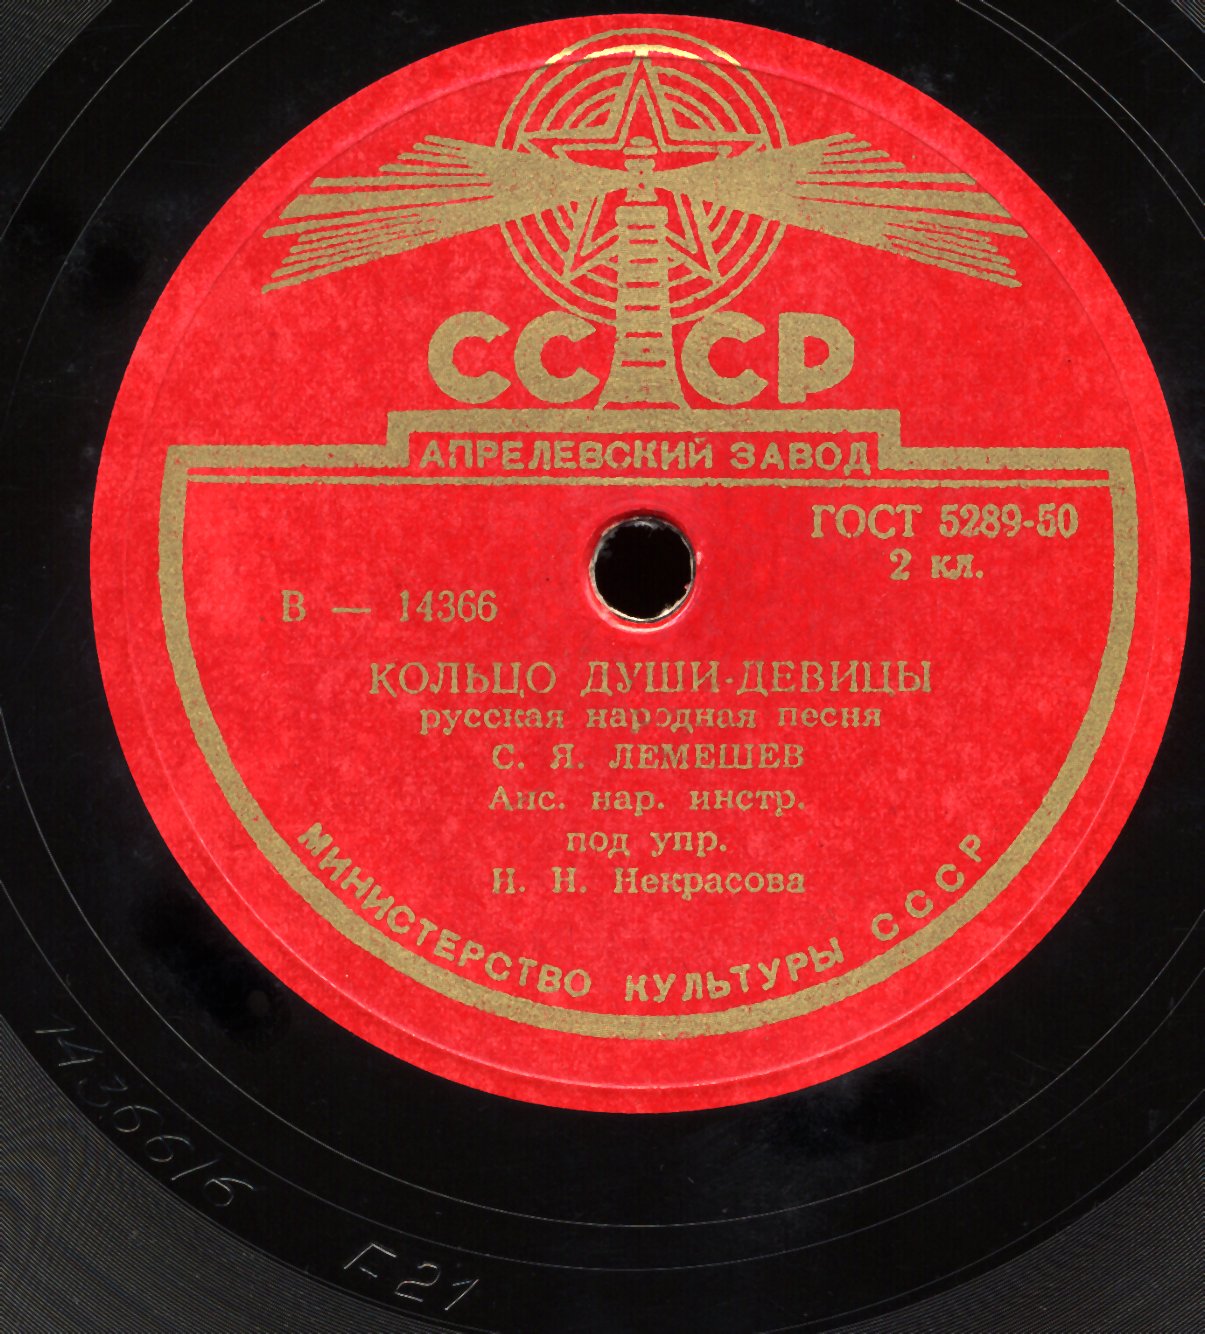 СССР
АПРЕЛЕВСКИЙ ЗАВОД
ГОСТ 5289-50
2 кл.
В — 14366
КОЛЬЦО ДУШИ-ДЕВИЦЫ
русская народная песня
С. Я. ЛЕМЕШЕВ
Анс. нар. инстр.
под упр.
Н. Н. Некрасова
МИНИСТЕРСТВО КУЛЬТУРЫ СССР
14366/6
F21